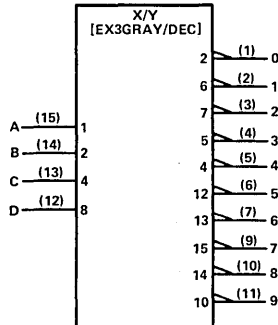 X/Y
[EX3GRAY/DEC]
2 (1) 0
6 (2) 1
7 (3) 2
A (15) 1
5 (4) 3
B (14) 2
4 (5) 4
C (13) 4
12 (6) 5
D (12) 8
13 (7) 6
15 (9) 7
14 (10) 8
10 (11) 9